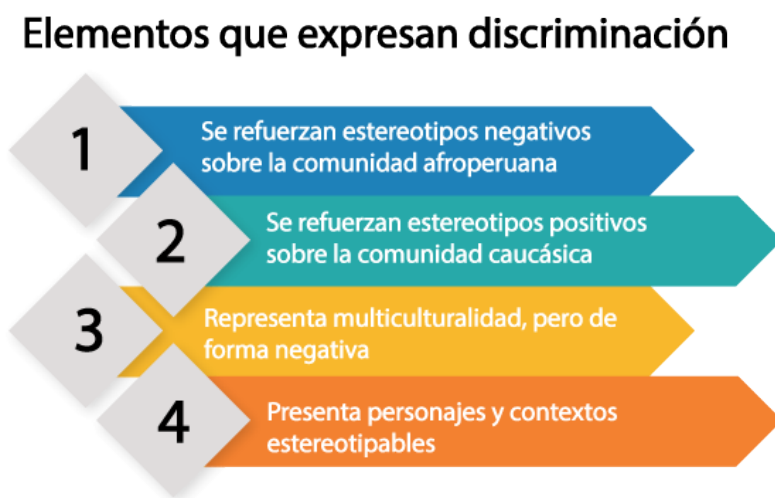 Elementos que expresan discriminación
1
Se refuerzan estereotipos negativos
sobre la comunidad afroperuana
2
Se refuerzan estereotipos positivos
sobre la comunidad caucásica
3
Representa multiculturalidad, pero de
forma negativa
4
Presenta personajes y contextos
estereotipables